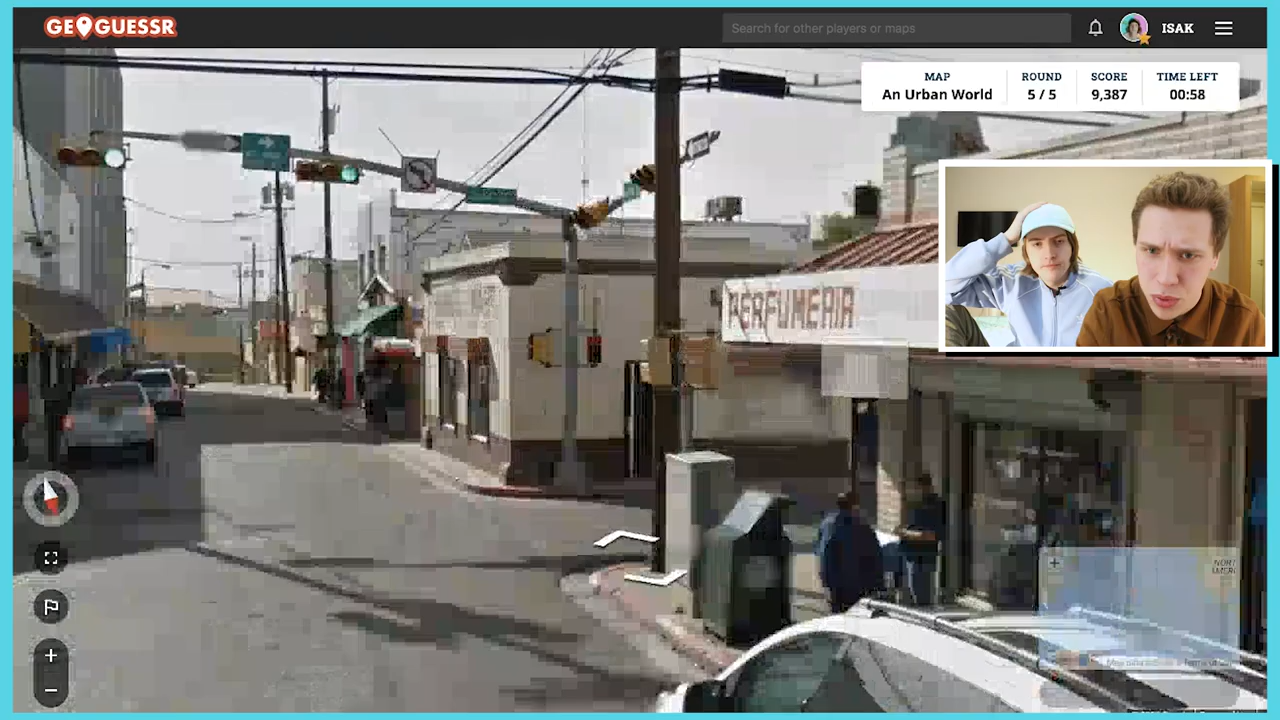 GEOGUESSR
Search for other players or maps
ISAK
MAP
An Urban World
ROUND
5 / 5
SCORE
9,387
TIME LEFT
00:58
PERFUMERIA
+
−
+